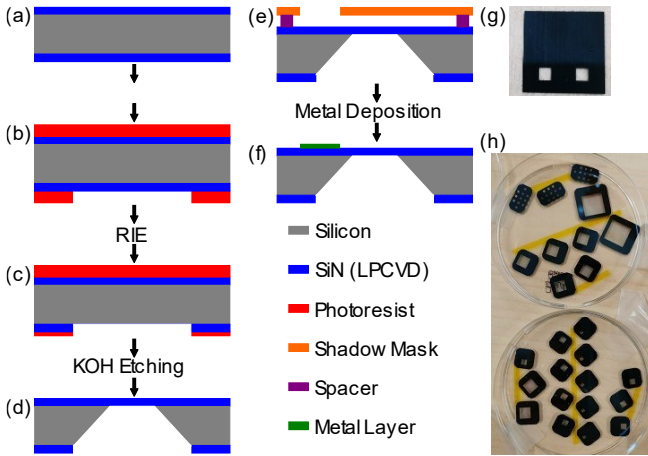 (a)
(b)
RIE
(c)
KOH Etching
(d)
(e)
Metal Deposition
(f)
Silicon
SiN (LPCVD)
Photoresist
Shadow Mask
Spacer
Metal Layer
(g)
(h)